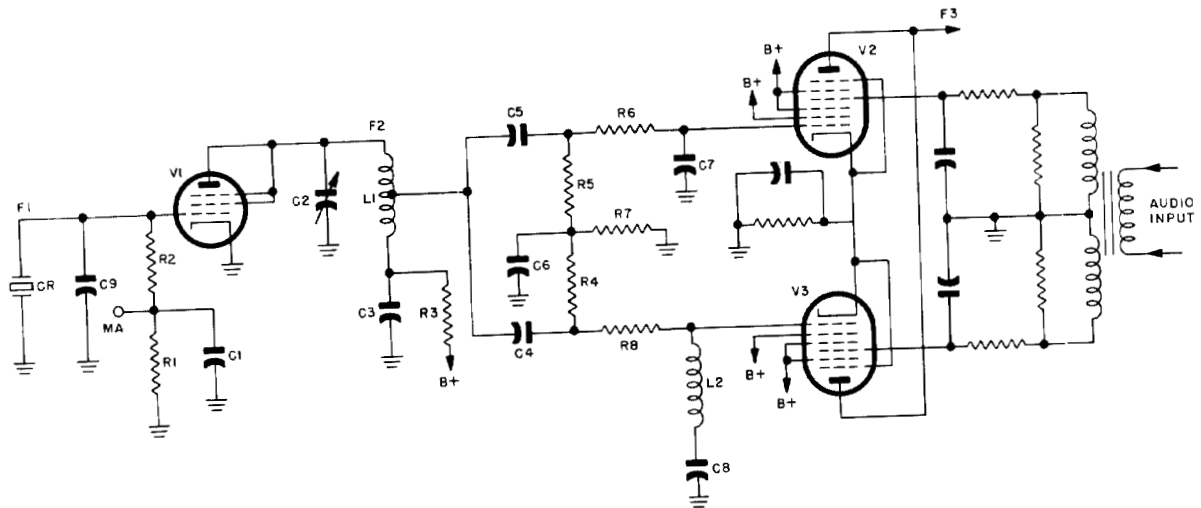 F3
V2
B+
B+
C5
R6
F2
V1
C7
R5
C2
L1
AUDIO
INPUT
F1
R7
R2
C6
CR
C9
R4
V3
C3
R3
MA
R1
C1
C4
R8
B+
B+
B+
L2
C8